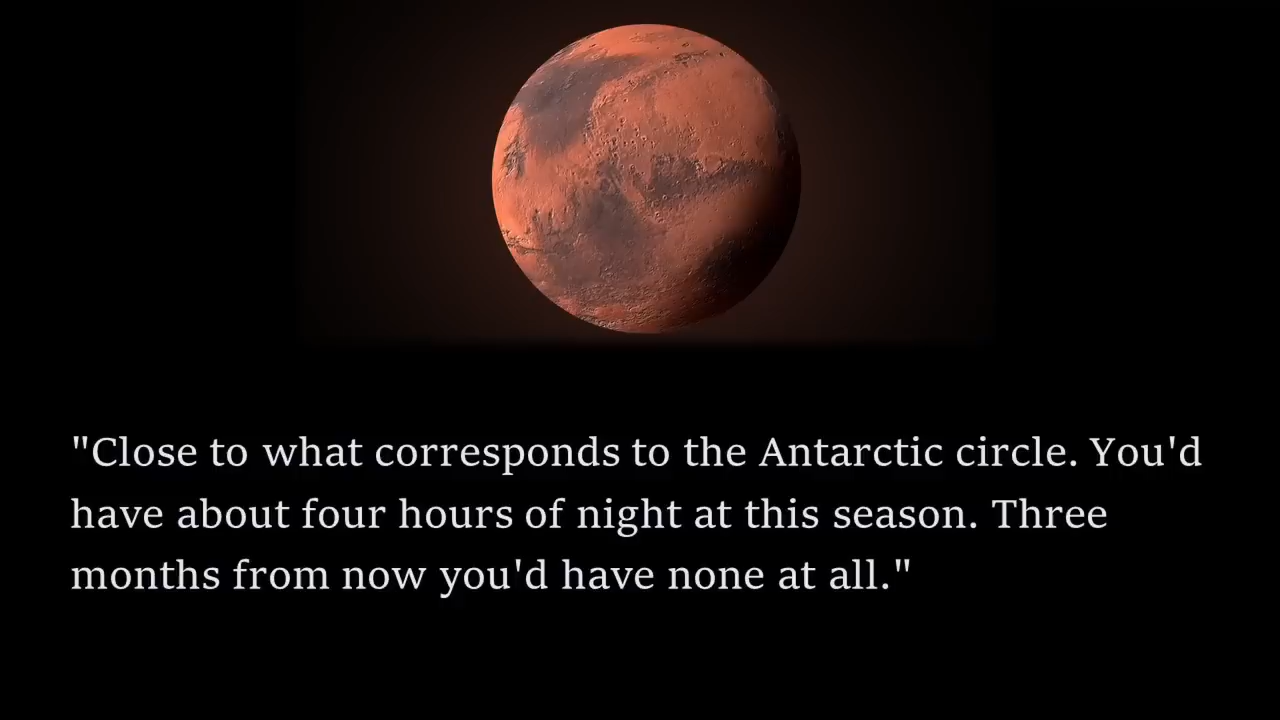 "Close to what corresponds to the Antarctic circle. You'd
have about four hours of night at this season. Three
months from now you'd have none at all."